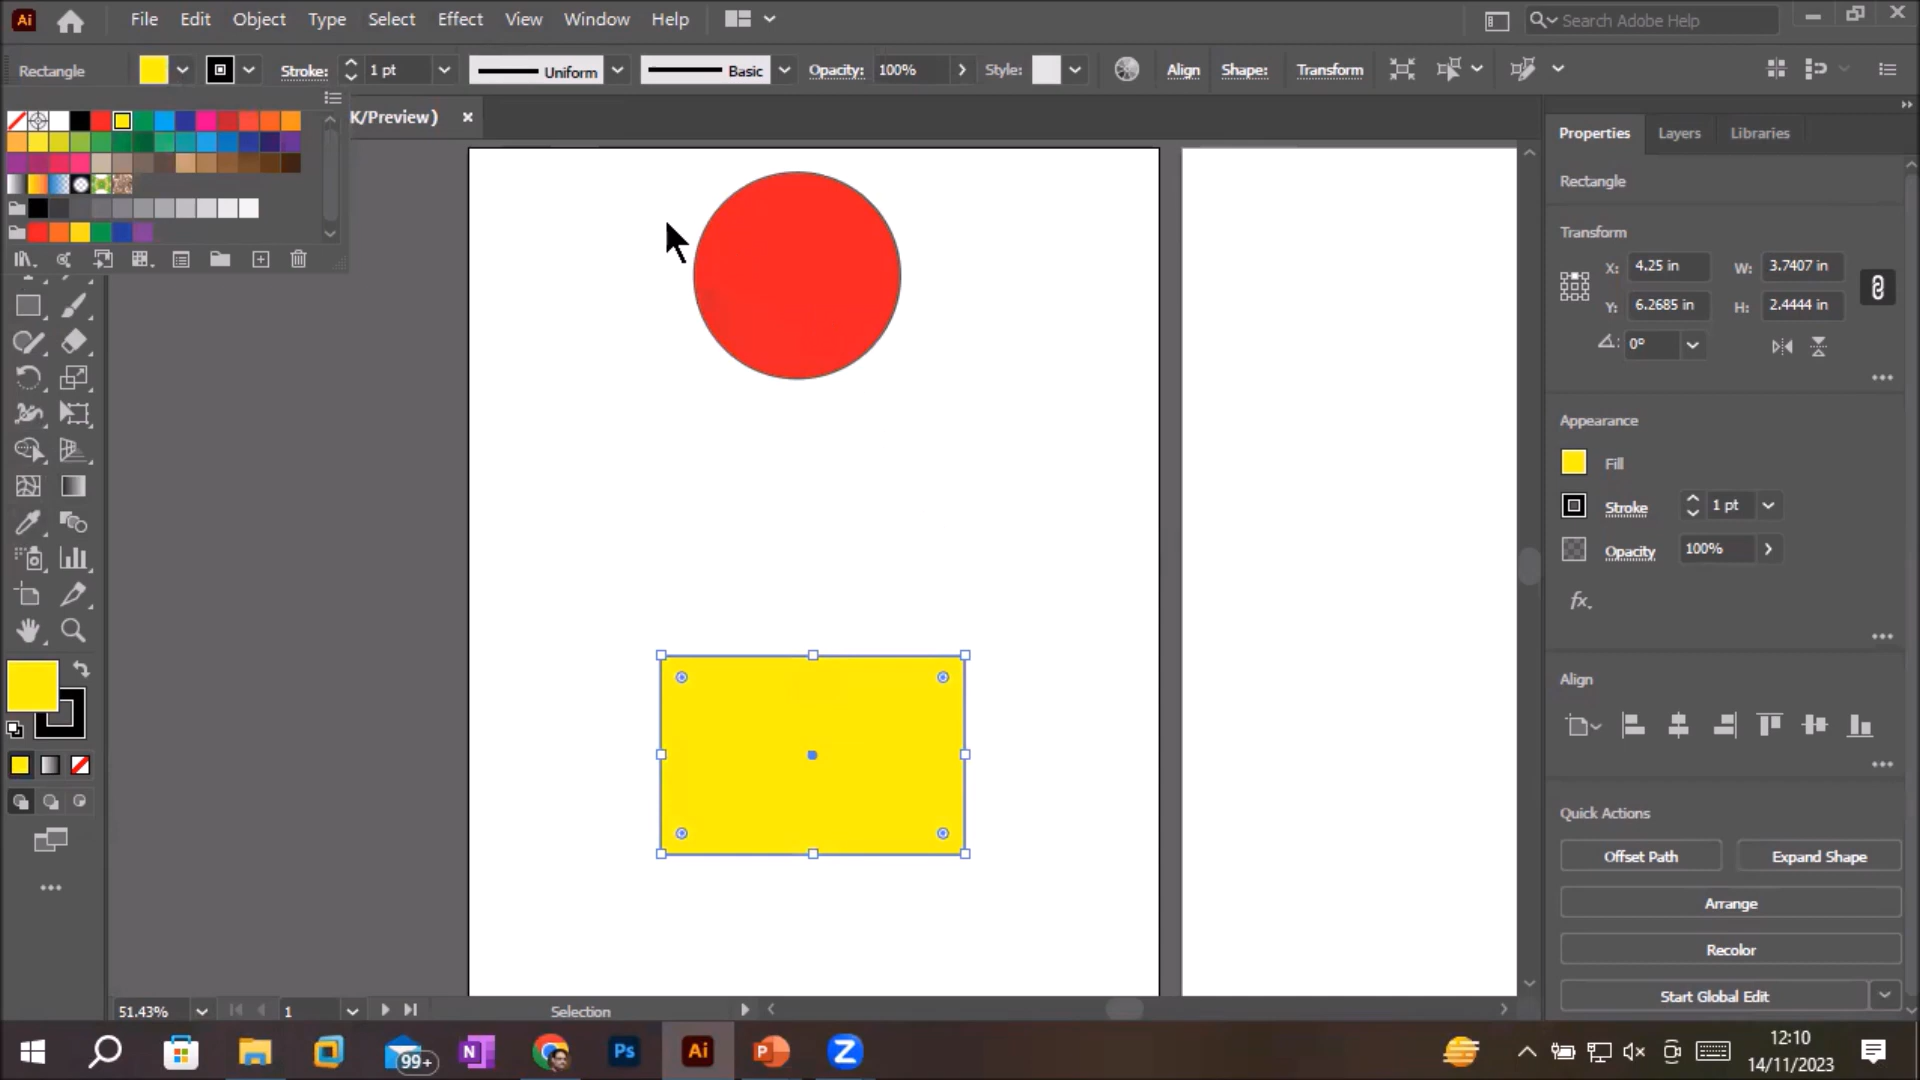 Ai File Edit Object Type Select Effect View Window Help Search Adobe Help
Rectangle Stroke: 1 pt Uniform Basic Opacity: 100% Style: Align Shape: Transform
K/Preview) ×
Properties Layers Libraries
Rectangle
Transform
X: 4.25 in W: 3.7407 in
Y: 6.2685 in H: 2.4444 in
0°
Appearance
Fill
Stroke 1 pt
Opacity 100%
fx.
Align
Quick Actions
Offset Path Expand Shape
Arrange
Recolor
Start Global Edit
51.43% 1 Selection
99+ N Ps Ai P Z
12:10
14/11/2023